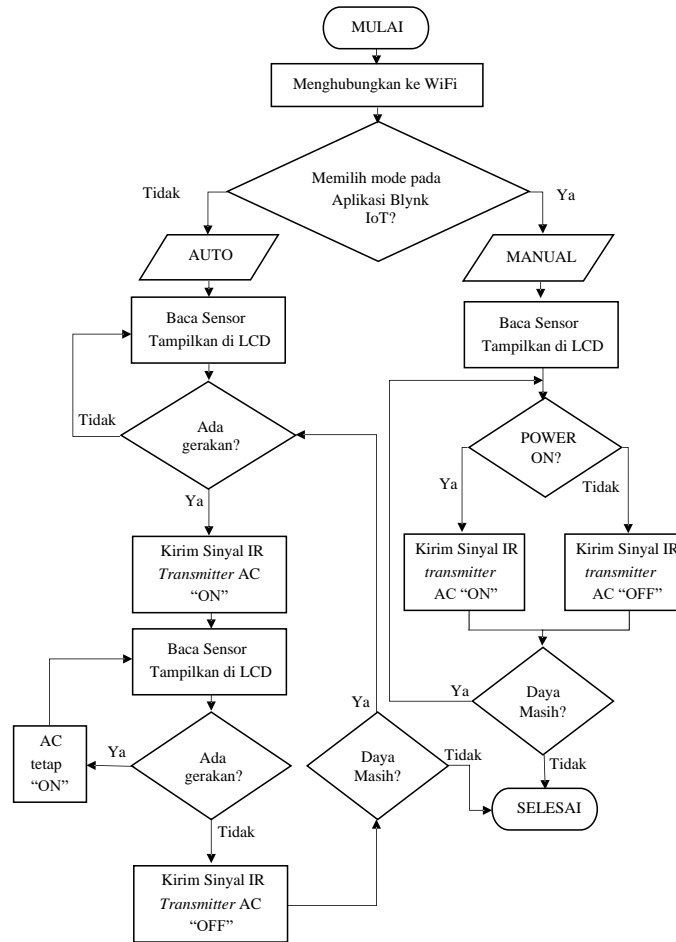 MULAI
Menghubungkan ke WiFi
Memilih mode pada
Aplikasi Blynk
IoT?
Tidak
Ya
AUTO
MANUAL
Baca Sensor
Tampilkan di LCD
Baca Sensor
Tampilkan di LCD
Tidak
Ada
gerakan?
Ya
POWER
ON?
Ya
Tidak
Kirim Sinyal IR
Transmitter AC
“ON”
Kirim Sinyal IR
transmitter
AC “ON”
Kirim Sinyal IR
transmitter
AC “OFF”
Baca Sensor
Tampilkan di LCD
Ya
Ya
Daya
Masih?
Tidak
AC
tetap
“ON”
Ya
Ada
gerakan?
Tidak
Daya
Masih?
Tidak
SELESAI
Kirim Sinyal IR
Transmitter AC
“OFF”